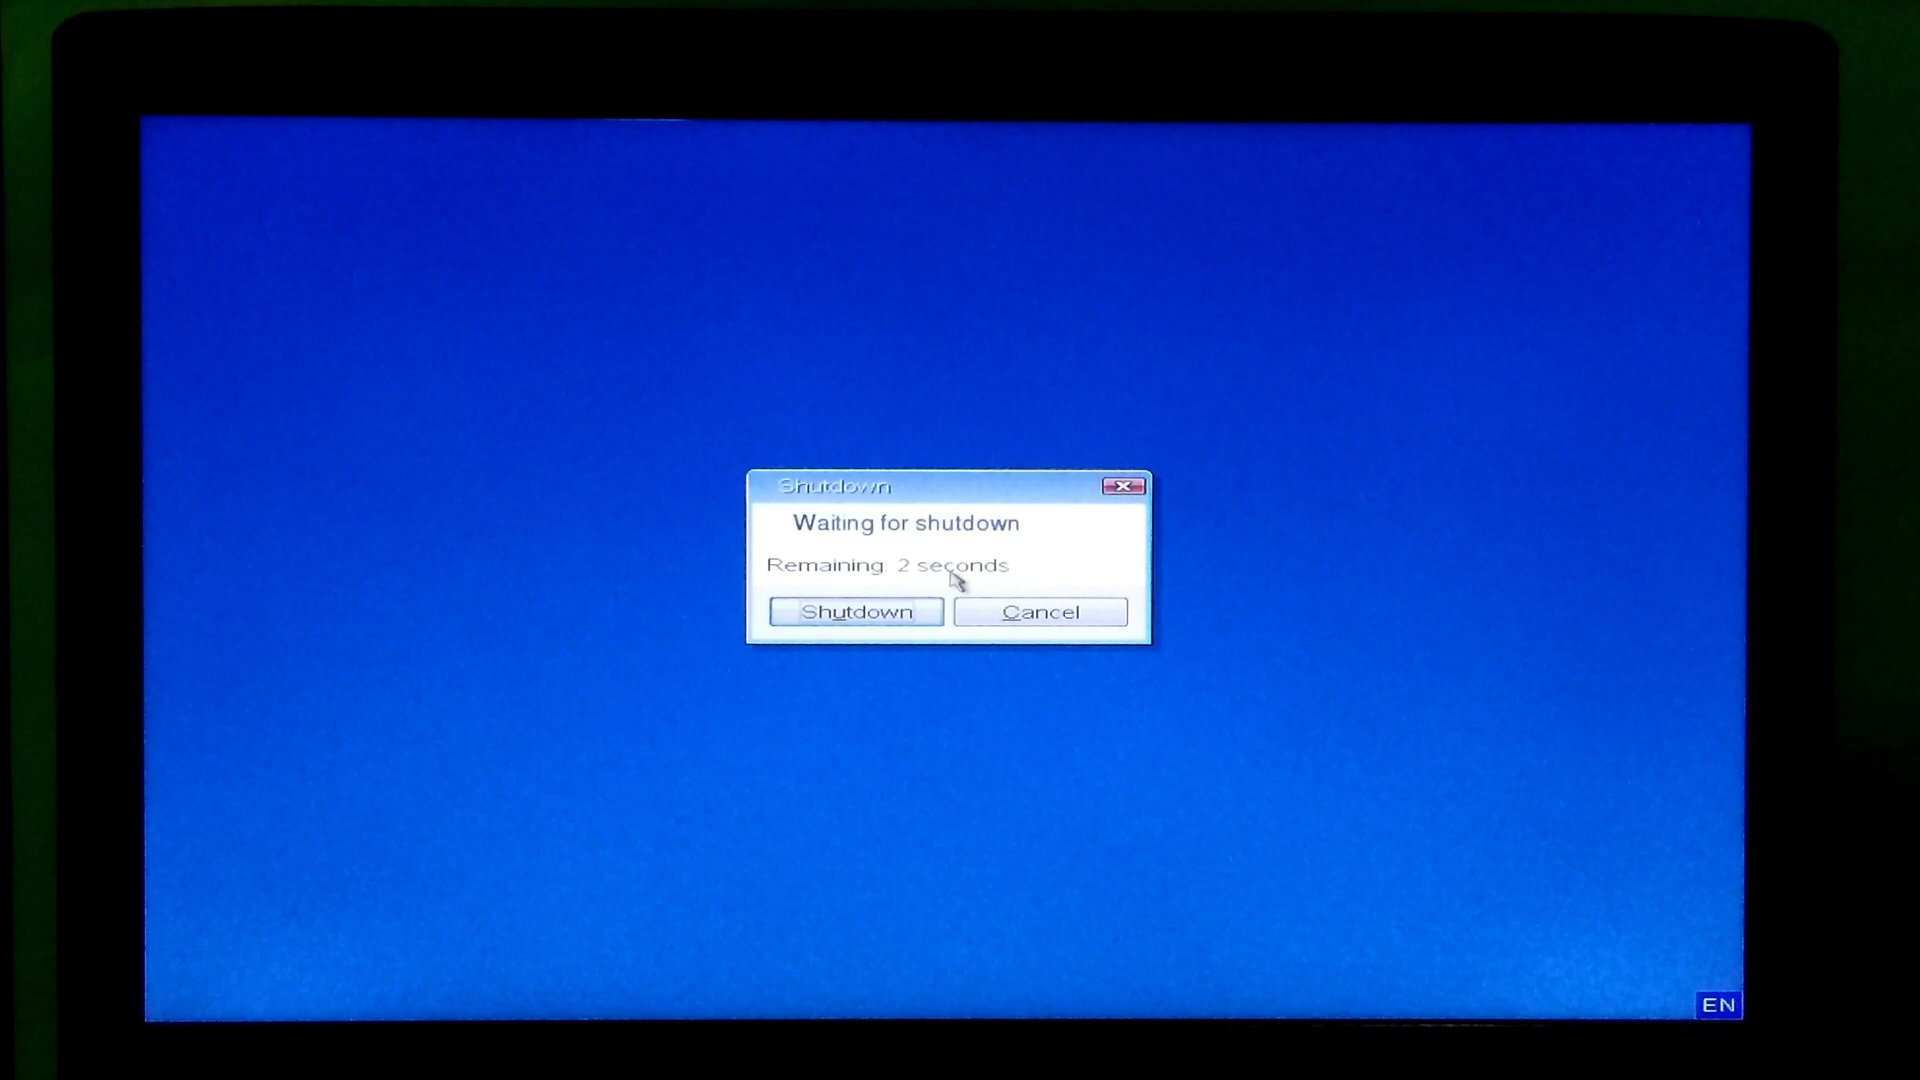 Shutdown
Waiting for shutdown
Remaining: 2 seconds
Shutdown
Cancel
EN